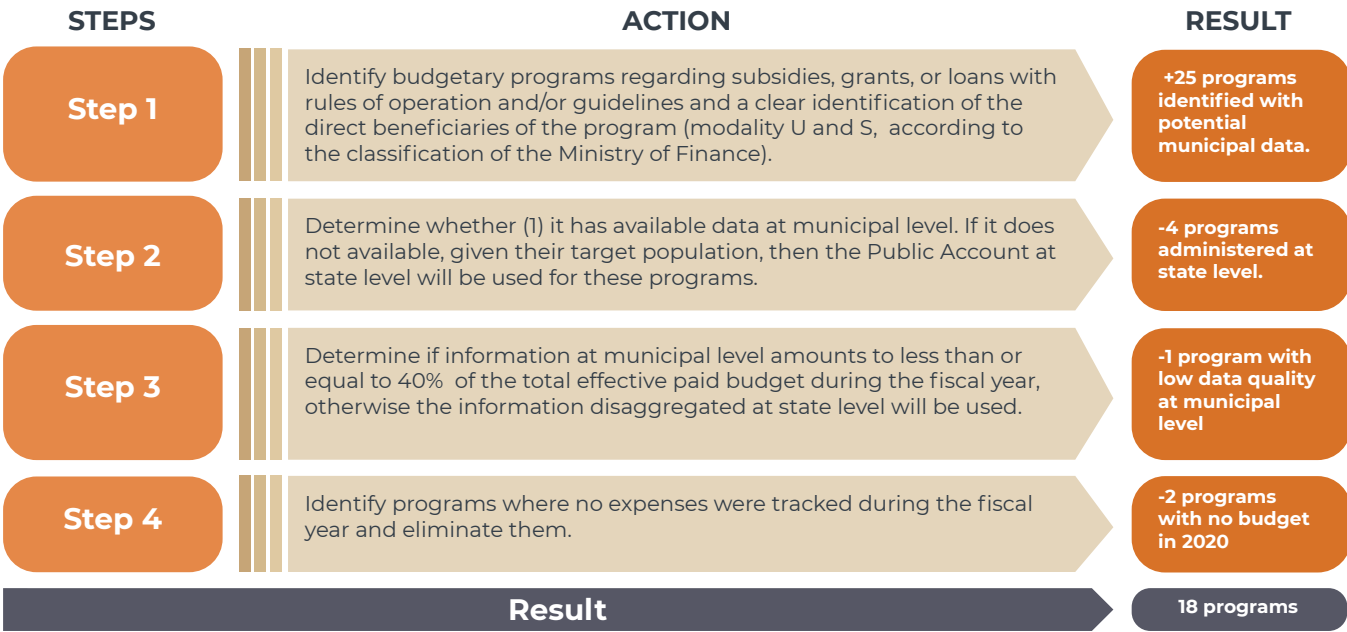 STEPS
ACTION
RESULT
Step 1
Identify budgetary programs regarding subsidies, grants, or loans with
rules of operation and/or guidelines and a clear identification of the
direct beneficiaries of the program (modality U and S, according to
the classification of the Ministry of Finance).
+25 programs
identified with
potential
municipal data.
Step 2
Determine whether (1) it has available data at municipal level. If it does
not available, given their target population, then the Public Account at
state level will be used for these programs.
-4 programs
administered at
state level.
Step 3
Determine if information at municipal level amounts to less than or
equal to 40% of the total effective paid budget during the fiscal year,
otherwise the information disaggregated at state level will be used.
-1 program with
low data quality
at municipal
level
Step 4
Identify programs where no expenses were tracked during the fiscal
year and eliminate them.
-2 programs
with no budget
in 2020
Result
18 programs